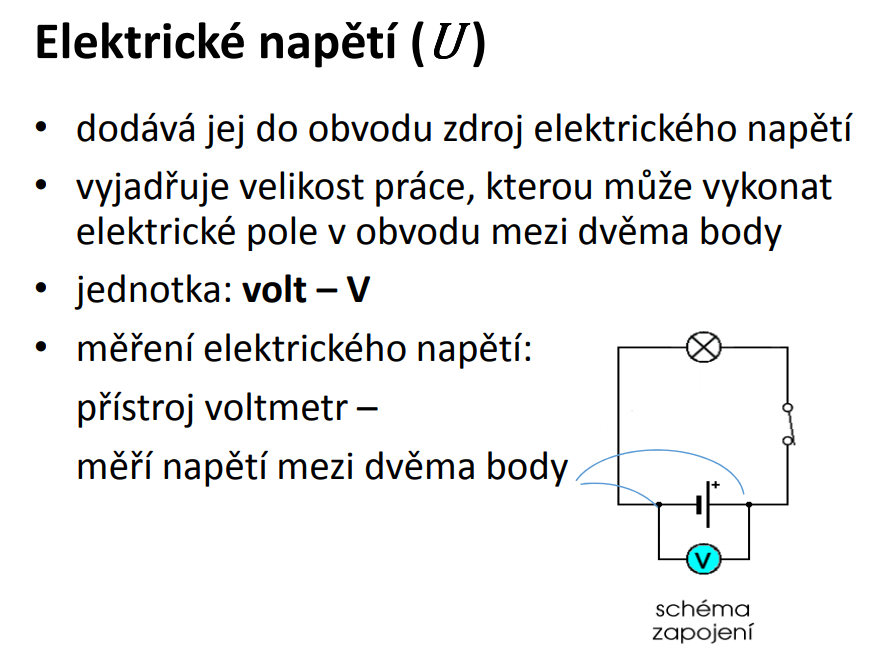 Elektrické napětí (U)
• dodává jej do obvodu zdroj elektrického napětí
• vyjadřuje velikost práce, kterou může vykonat
elektrické pole v obvodu mezi dvěma body
• jednotka: volt – V
• měření elektrického napětí:
přístroj voltmetr –
měří napětí mezi dvěma body
+
V
schéma
zapojení